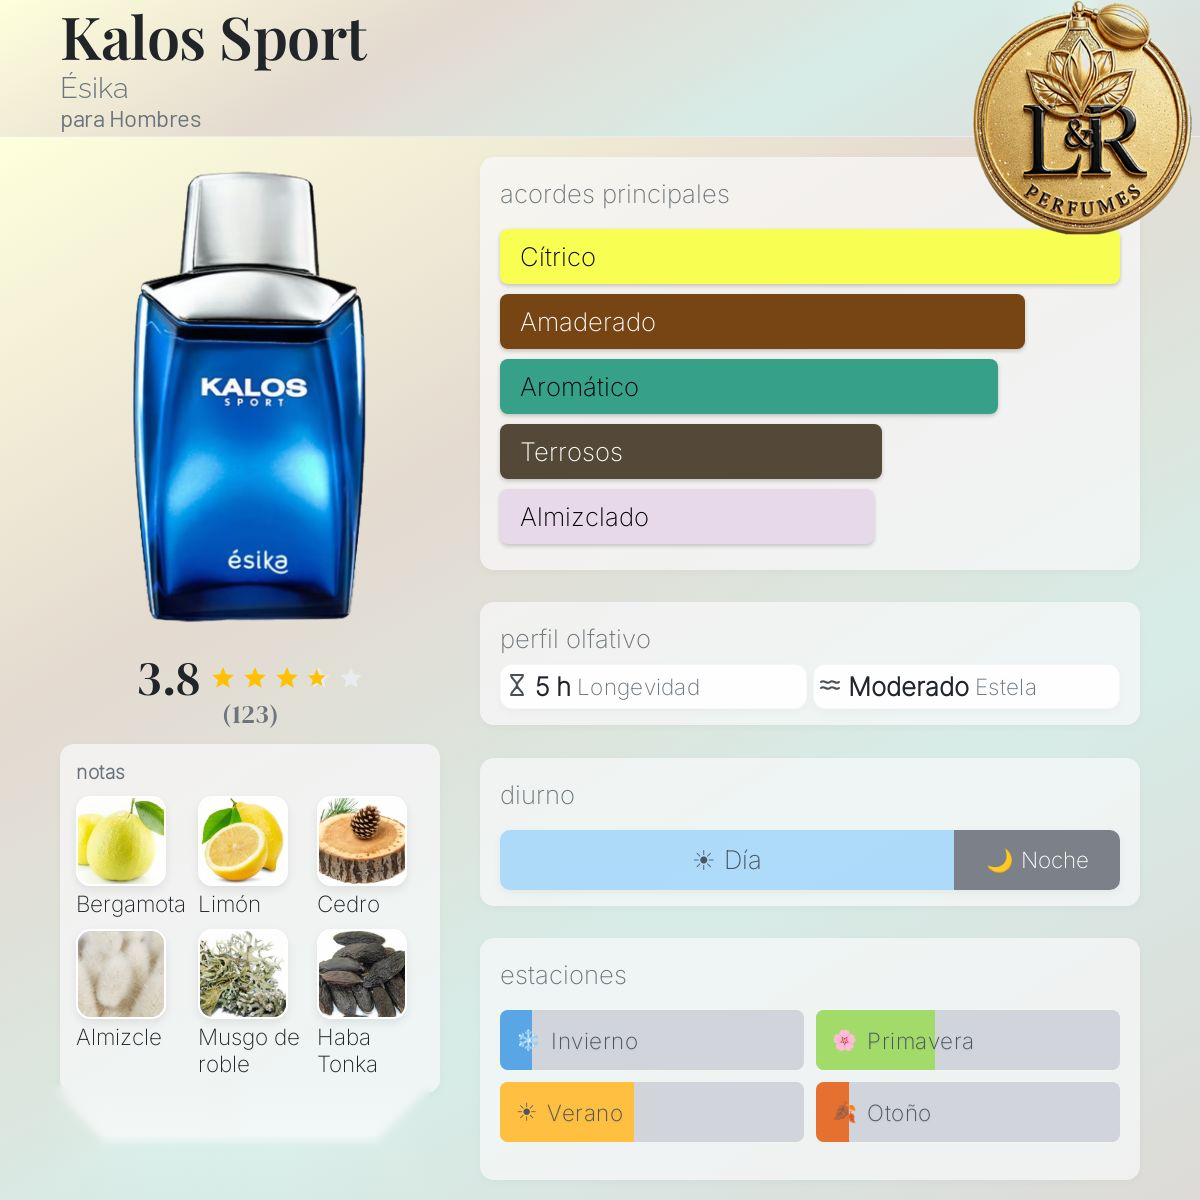 Kalos Sport
Ésika
para Hombres
L&R
PERFUMES
KALOS
SPORT
ésika
3.8
(123)
notas
Bergamota
Limón
Cedro
Almizcle
Musgo de
roble
Haba
Tonka
acordes principales
Cítrico
Amaderado
Aromático
Terrosos
Almizclado
perfil olfativo
5 h Longevidad
Moderado Estela
diurno
Día
Noche
estaciones
Invierno
Primavera
Verano
Otoño